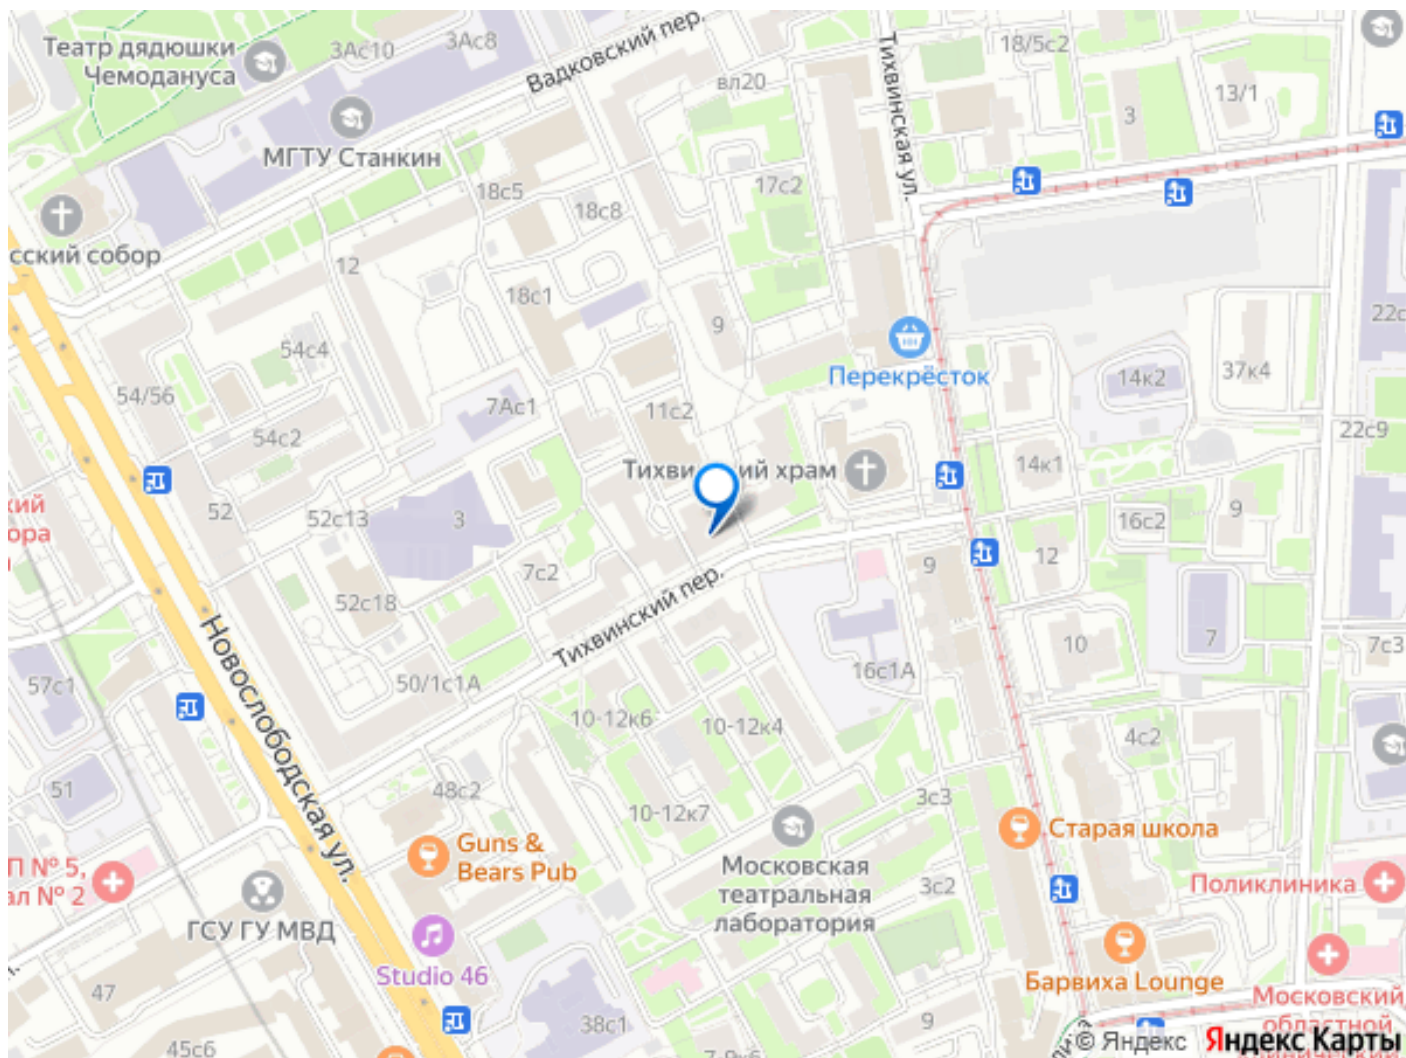 Театр дядюшки
Чемодануса
3Ас10
3Ас8
Вадковский пер.
вл20
Тихвинская ул.
18/5с2
13/1
3
МГТУ Станкин
18с5
18с8
17с2
сский собор
12
18с1
9
22с
54с4
Перекрёсток
14к2
37к4
54/56
7Ас1
11с2
54с2
22с9
Тихвинский храм
14к1
кий
ора
52
52с13
3
16с2
9
7с2
9
12
52с18
Тихвинский пер.
Новослободская ул.
10
7
7с3
57с1
50/1с1А
16с1А
10-12к6
10-12к4
4с2
51
48с2
10-12к7
3с3
Старая школа
Guns &
Bears Pub
П № 5,
ал № 2
Московская
театральная
лаборатория
3с2
Поликлиника
ГСУ ГУ МВД
Studio 46
Барвиха Lounge
47
38с1
9
Московский
областной
45с6
7-9к6
© Яндекс Яндекс Карты